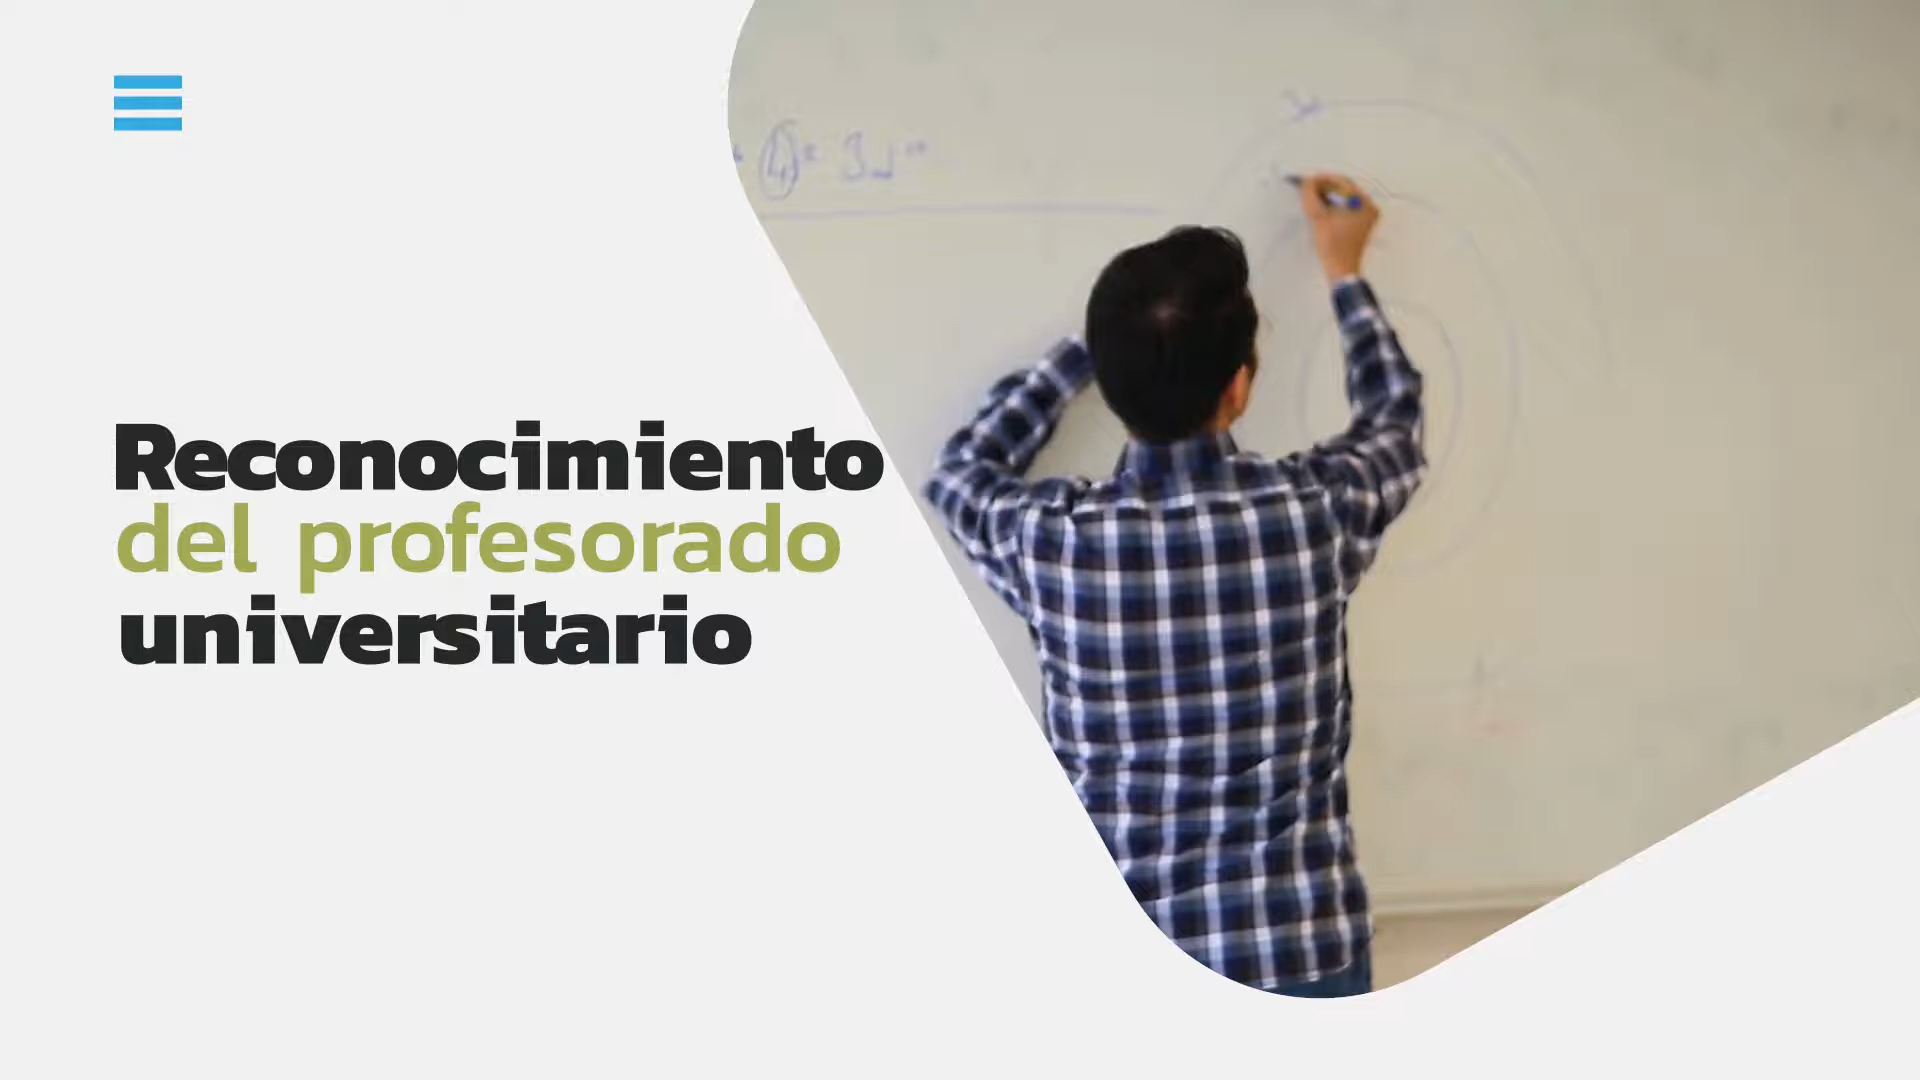 Reconocimiento
del profesorado
universitario